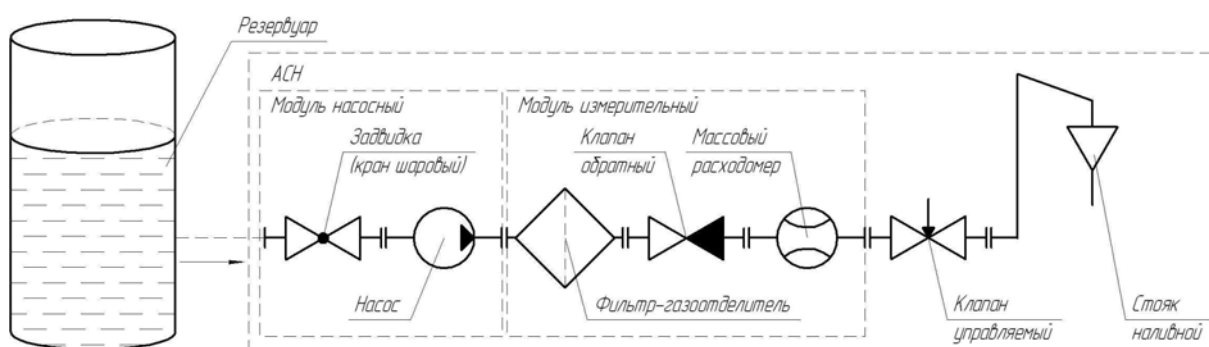 Резервуар
АСН
Модуль насосный
Модуль измерительный
Задвидка
(кран шаровый)
Клапан
обратный
Массовый
расходомер
Насос
Фильтр-газоотделитель
Клапан
управляемый
Стояк
наливной